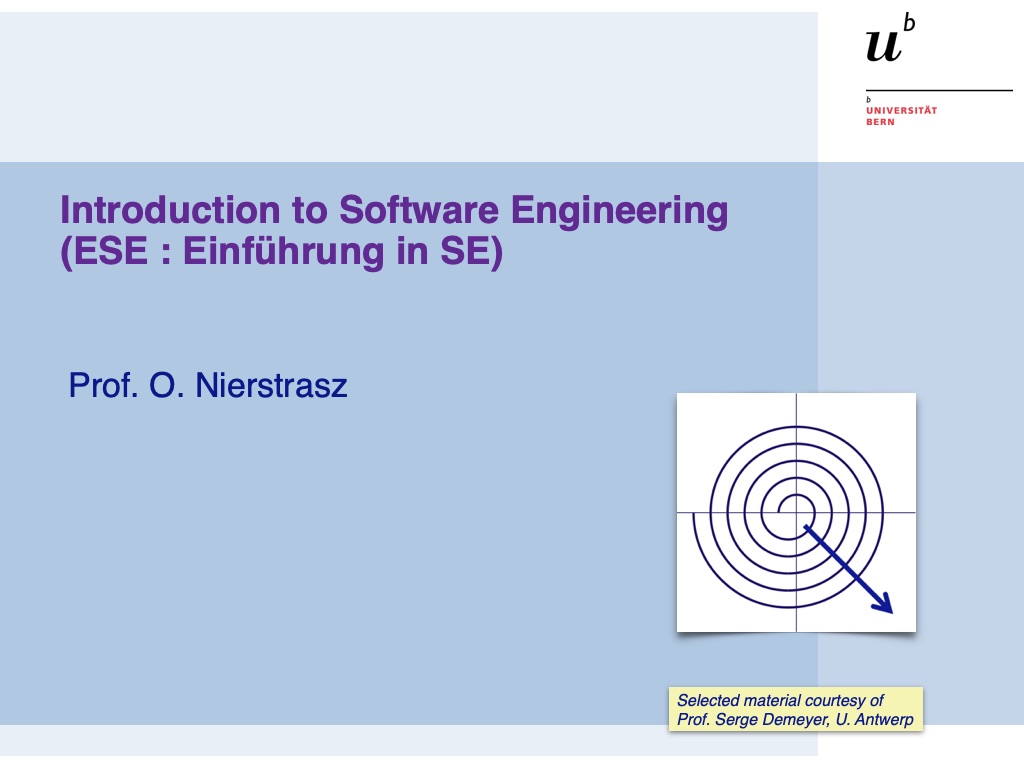 u b
b
UNIVERSITÄT
BERN
Introduction to Software Engineering
(ESE : Einführung in SE)
Prof. O. Nierstrasz
Selected material courtesy of
Prof. Serge Demeyer, U. Antwerp